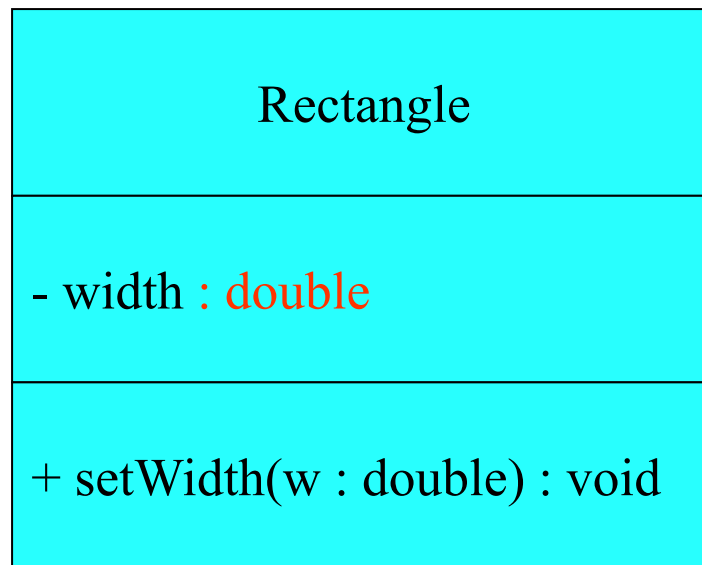 Rectangle
- width : double
+ setWidth(w : double) : void